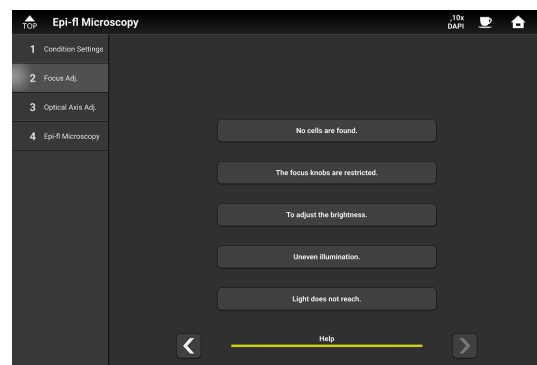 TOP
Epi-fl Microscopy
,10x
DAPI
1 Condition Settings
2 Focus Adj.
3 Optical Axis Adj.
4 Epi-fl Microscopy
No cells are found.
The focus knobs are restricted.
To adjust the brightness.
Uneven illumination.
Light does not reach.
Help